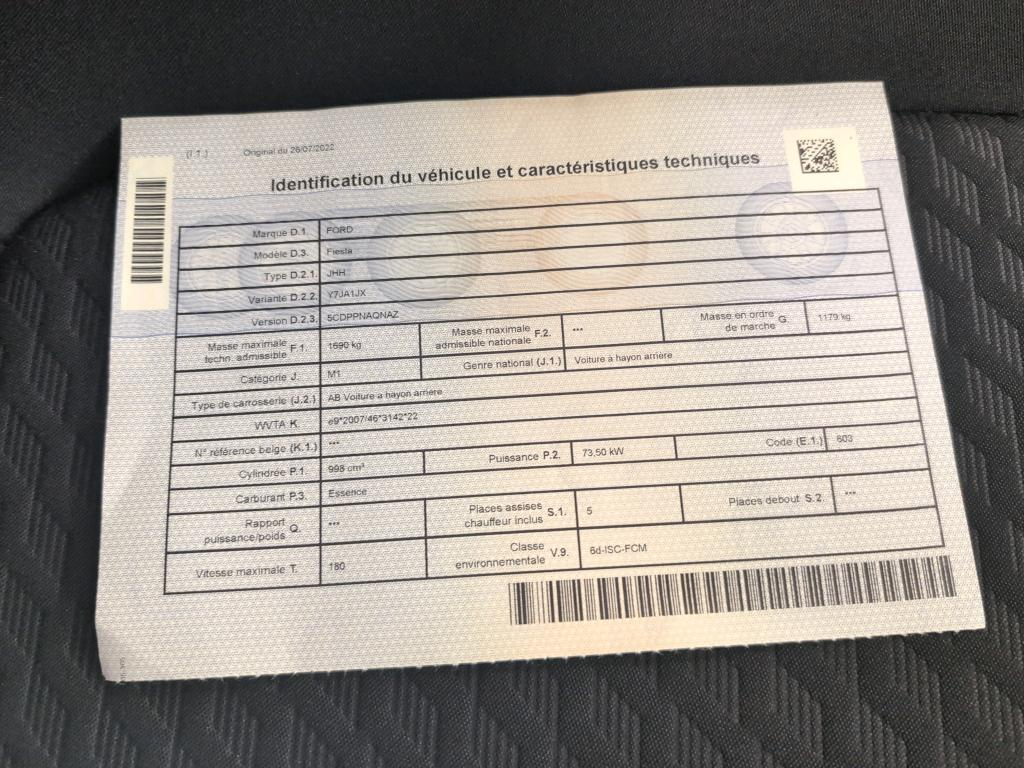 (I.1.) Original du 26/07/2022
Identification du véhicule et caractéristiques techniques
Marque D.1. FORD
Modèle D.3. Fiesta
Type D.2.1. JHH
Variante D.2.2. Y7JA1JX
Version D.2.3. 5CDPPNAQNAZ
Masse maximale techn. admissible F.1. 1690 kg Masse maximale admissible nationale F.2. *** Masse en ordre de marche G. 1179 kg
Catégorie J. M1 Genre national (J.1.) Voiture à hayon arrière
Type de carrosserie (J.2.) AB Voiture à hayon arrière
WVTA K. e9*2007/46*3142*22
N° référence belge (K.1.) ***
Cylindrée P.1. 998 cm³ Puissance P.2. 73,50 kW Code (E.1.) 603
Carburant P.3. Essence
Rapport puissance/poids Q. *** Places assises chauffeur inclus S.1. 5 Places debout S.2. ***
Vitesse maximale T. 180 Classe environnementale V.9. 6d-ISC-FCM